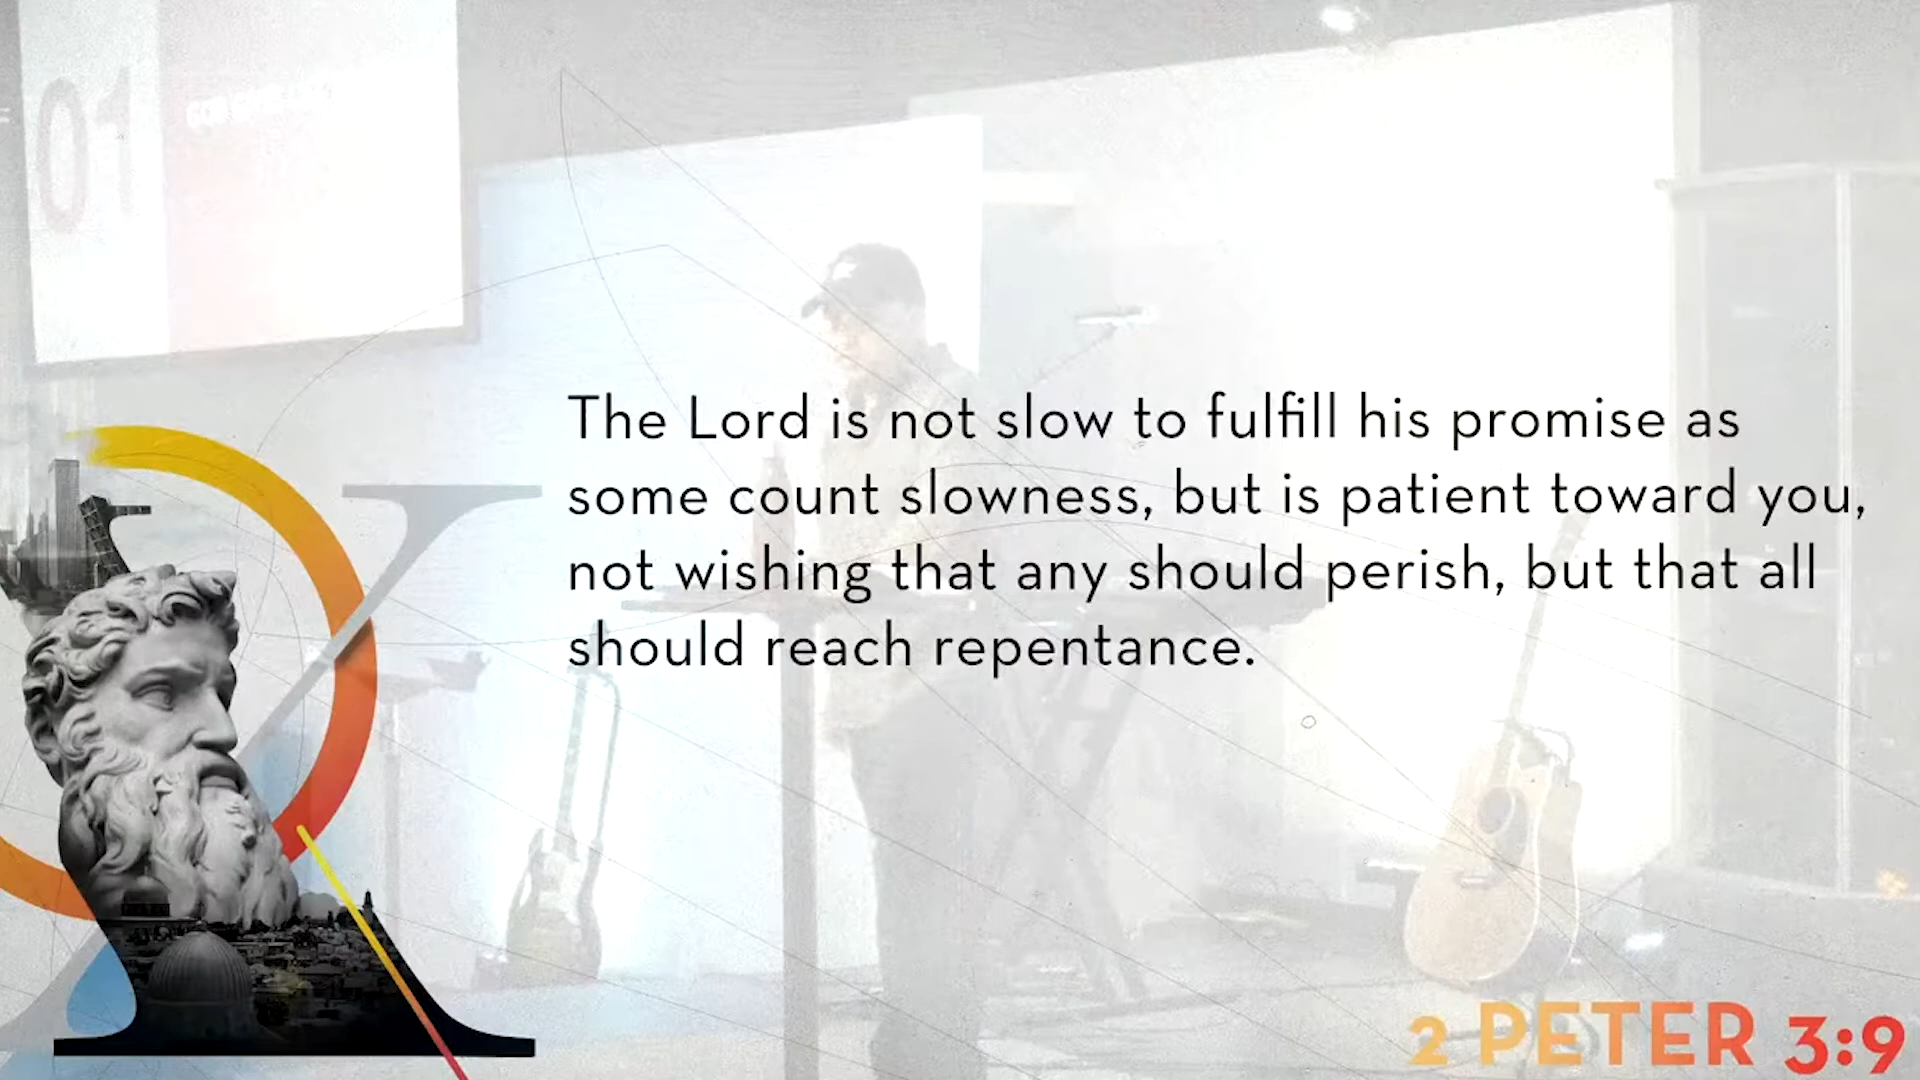 01
The Lord is not slow to fulfill his promise as
some count slowness, but is patient toward you,
not wishing that any should perish, but that all
should reach repentance.
2 PETER 3:9